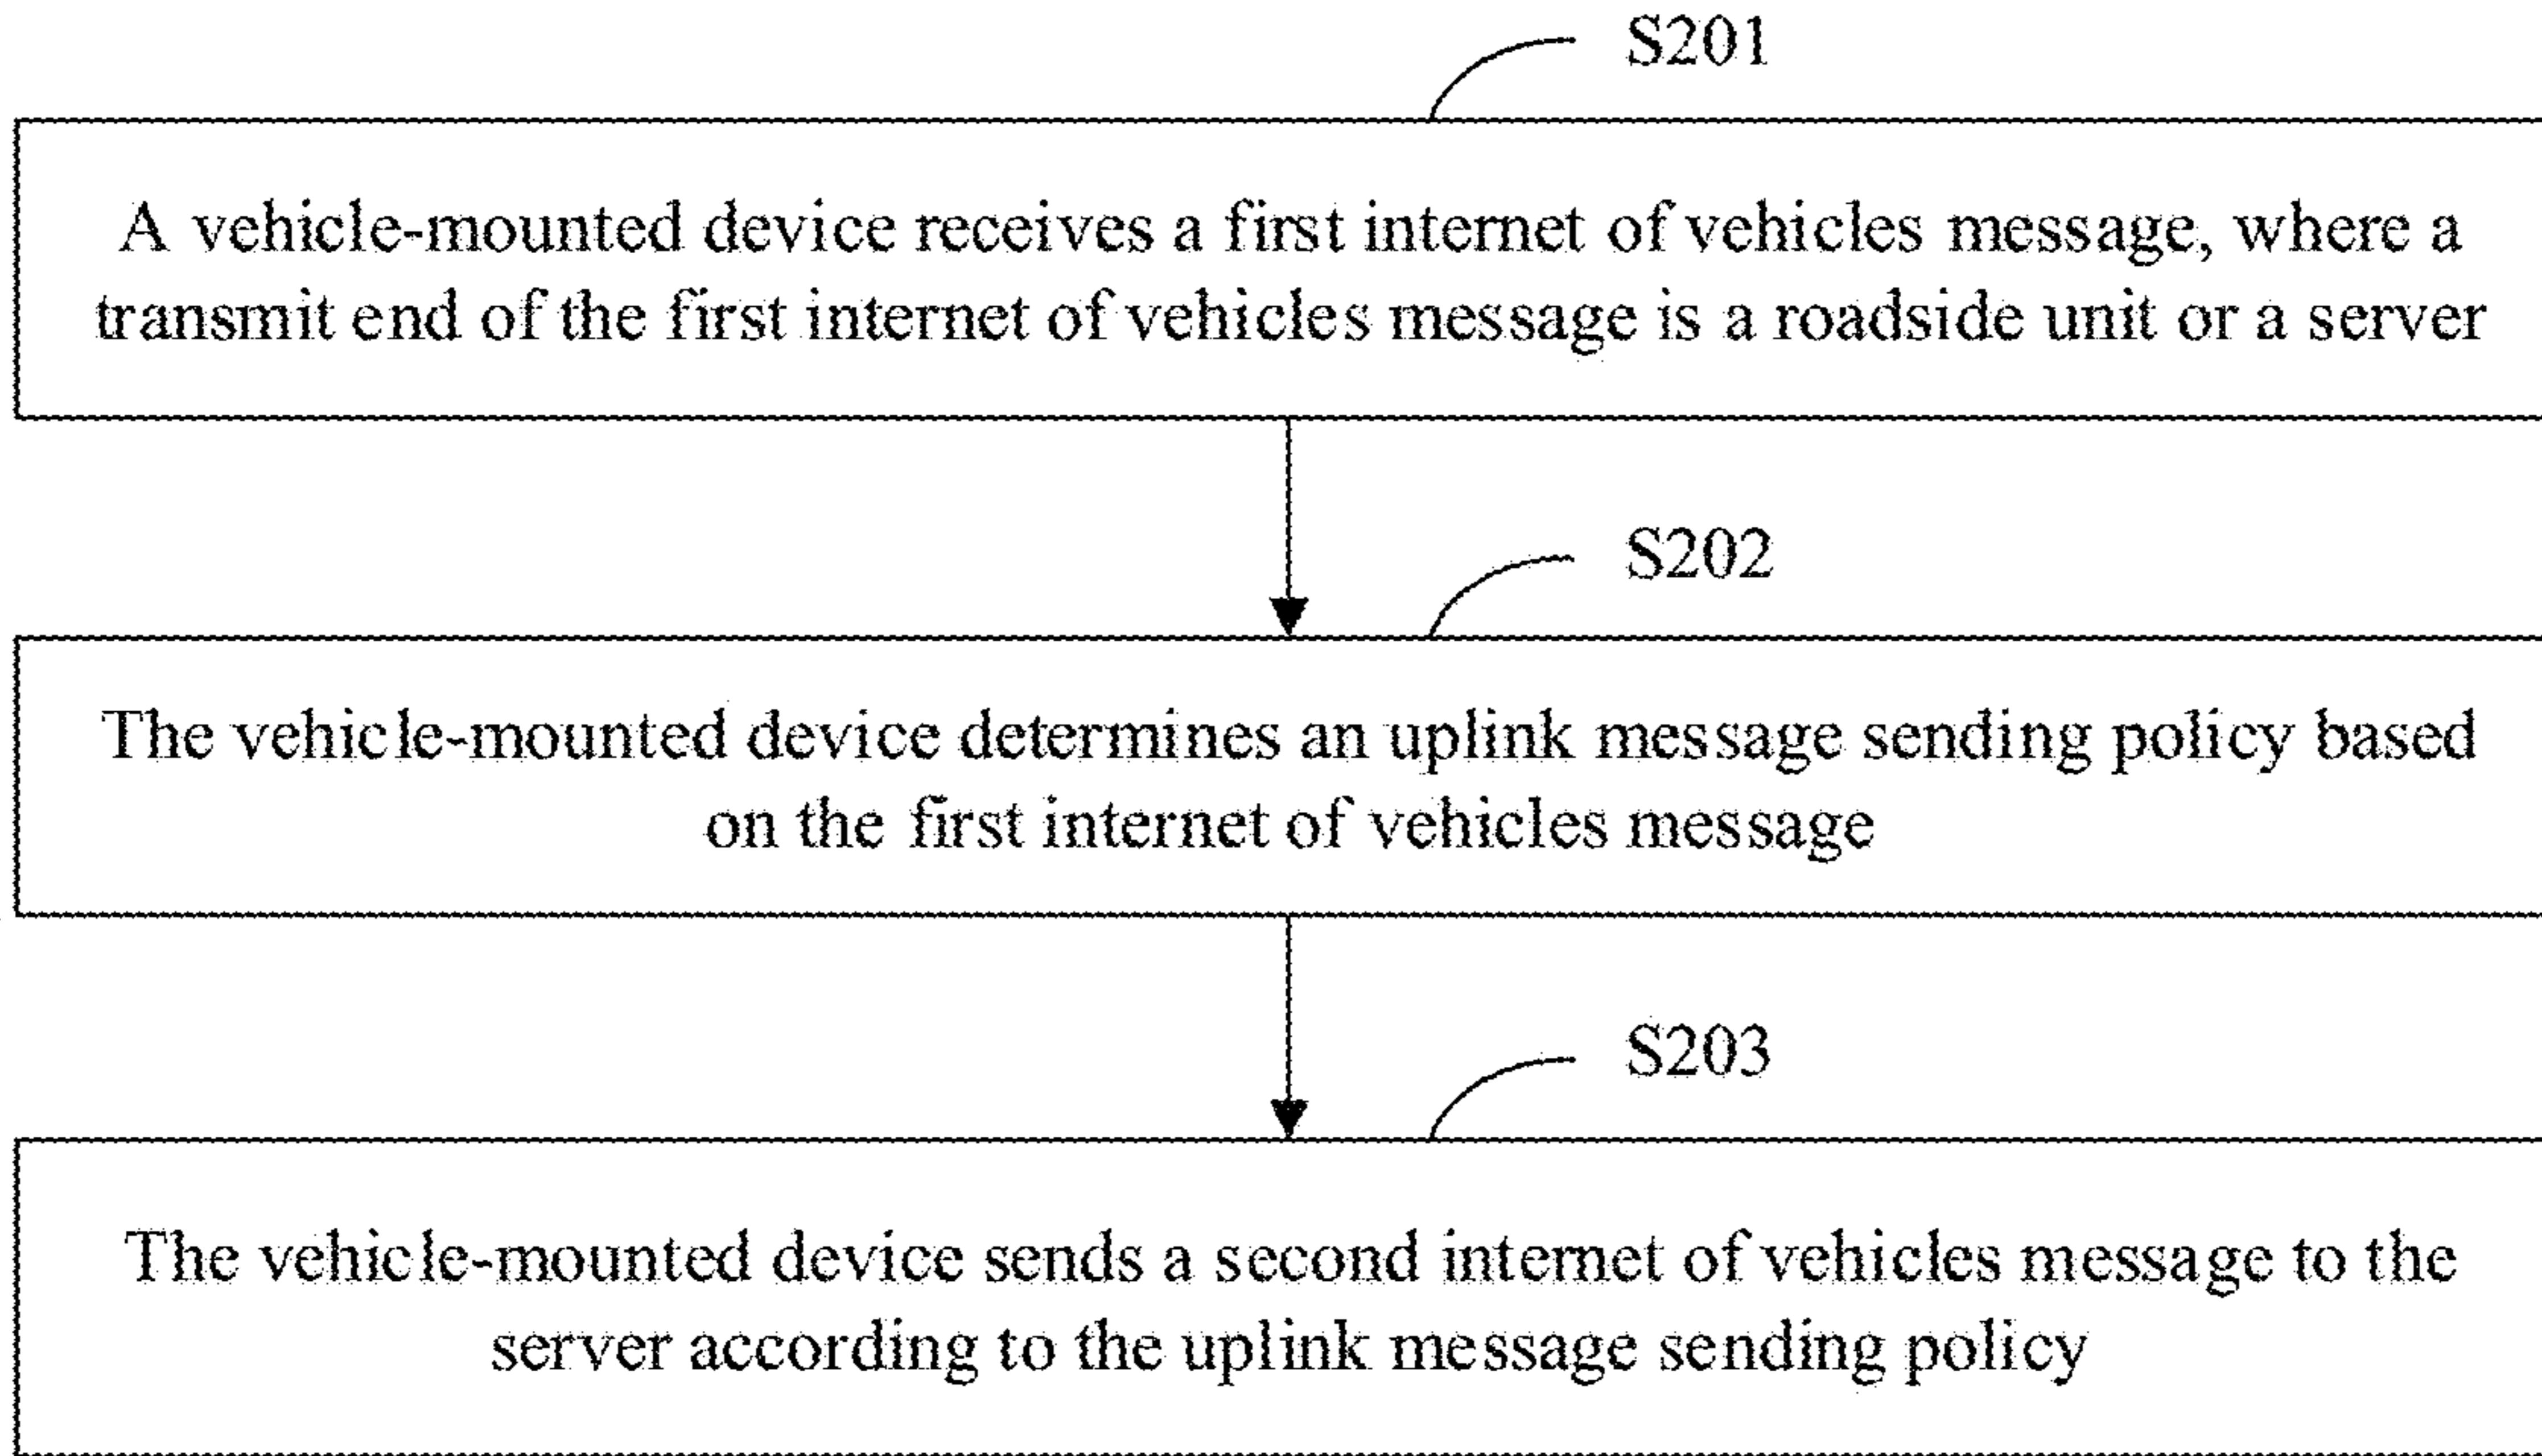 S201
A vehicle-mounted device receives a first internet of vehicles message, where a
transmit end of the first internet of vehicles message is a roadside unit or a server
S202
The vehicle-mounted device determines an uplink message sending policy based
on the first internet of vehicles message
S203
The vehicle-mounted device sends a second internet of vehicles message to the
server according to the uplink message sending policy